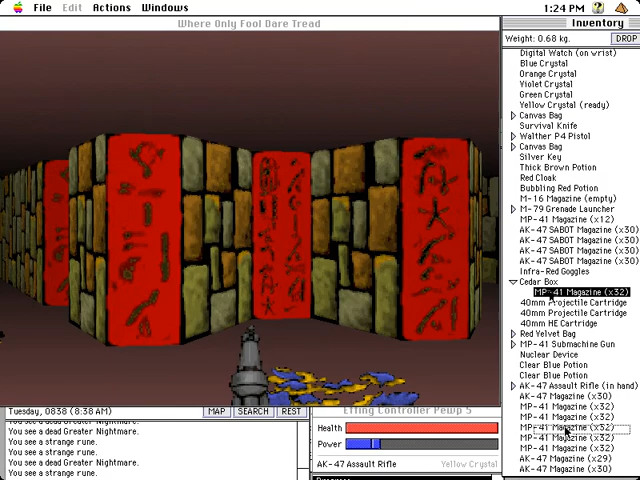 File Edit Actions Windows 1:24 PM
Where Only Fool Dare Tread
Inventory
Weight: 0.68 kg. DROP
Digital Watch (on wrist)
Blue Crystal
Orange Crystal
Violet Crystal
Green Crystal
Yellow Crystal (ready)
Canvas Bag
Survival Knife
Walther P4 Pistol
Canvas Bag
Silver Key
Thick Brown Potion
Red Cloak
Bubbling Red Potion
M-16 Magazine (empty)
M-79 Grenade Launcher
MP-41 Magazine (x12)
AK-47 SABOT Magazine (x30)
AK-47 SABOT Magazine (x30)
AK-47 SABOT Magazine (x30)
AK-47 SABOT Magazine (x30)
Infra-Red Goggles
Cedar Box
MP-41 Magazine (x32)
40mm Projectile Cartridge
40mm Projectile Cartridge
40mm HE Cartridge
Red Velvet Bag
MP-41 Submachine Gun
Nuclear Device
Clear Blue Potion
Clear Blue Potion
AK-47 Assault Rifle (in hand)
AK-47 Magazine (x30)
MP-41 Magazine (x32)
MP-41 Magazine (x32)
MP-41 Magazine (x32)
MP-41 Magazine (x32)
MP-41 Magazine (x32)
AK-47 Magazine (x29)
AK-47 Magazine (x30)
Tuesday, 0838 (8:38 AM) MAP SEARCH REST
You see a dead Greater Nightmare.
You see a strange rune.
You see a dead Greater Nightmare.
You see a strange rune.
You see a strange rune.
You see a strange rune.
Effing Controller Pewp 5
Health
Power
AK-47 Assault Rifle Yellow Crystal